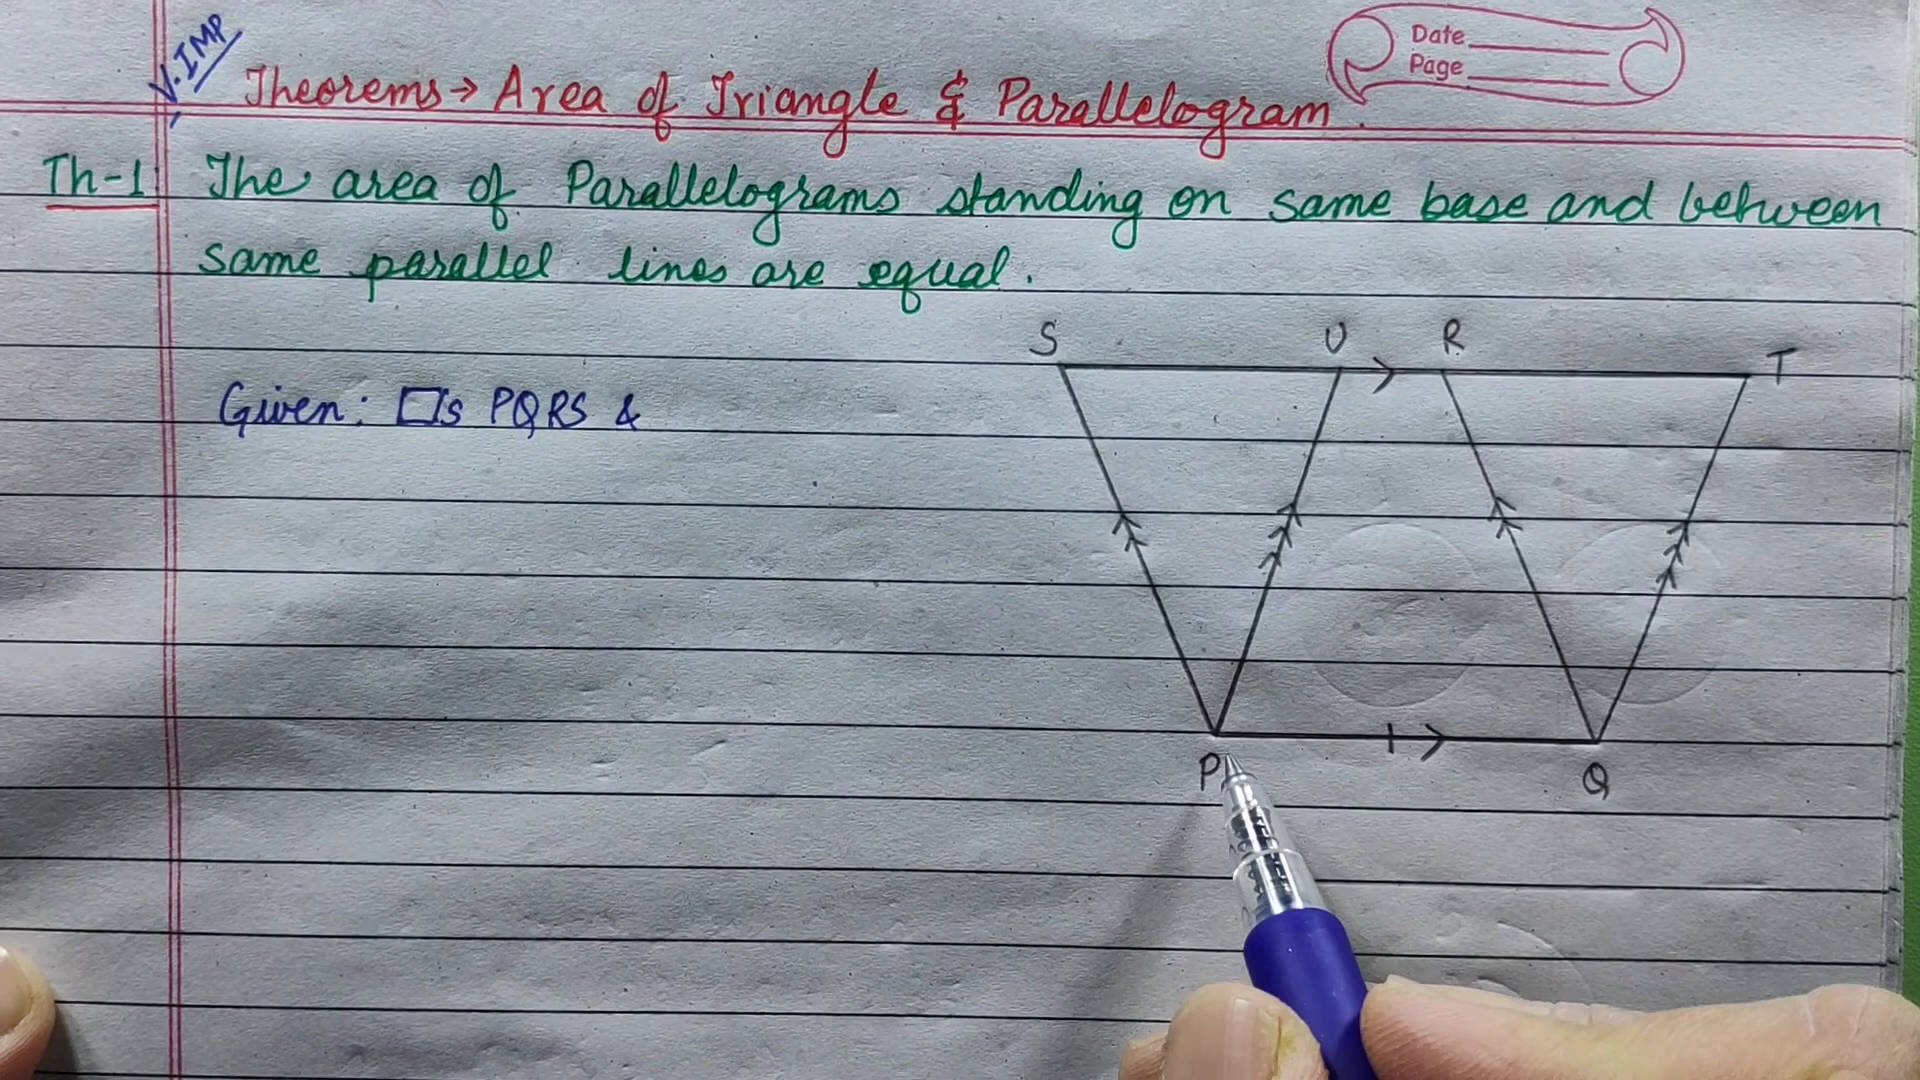 V.IMP
Date
Page
Theorems → Area of Triangle & Parallelogram.
Th-1 The area of Parallelograms standing on same base and between
same parallel lines are equal.
S U R T
Given: ▱s PQRS &
P Q